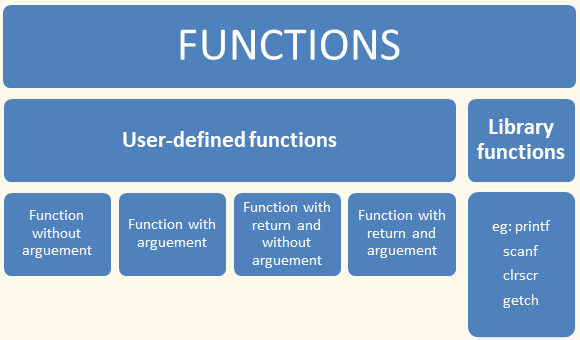 FUNCTIONS
User-defined functions
Library
functions
Function
without
arguement
Function with
arguement
Function with
return and
without
arguement
Function with
return and
arguement
eg: printf
scanf
clrscr
getch